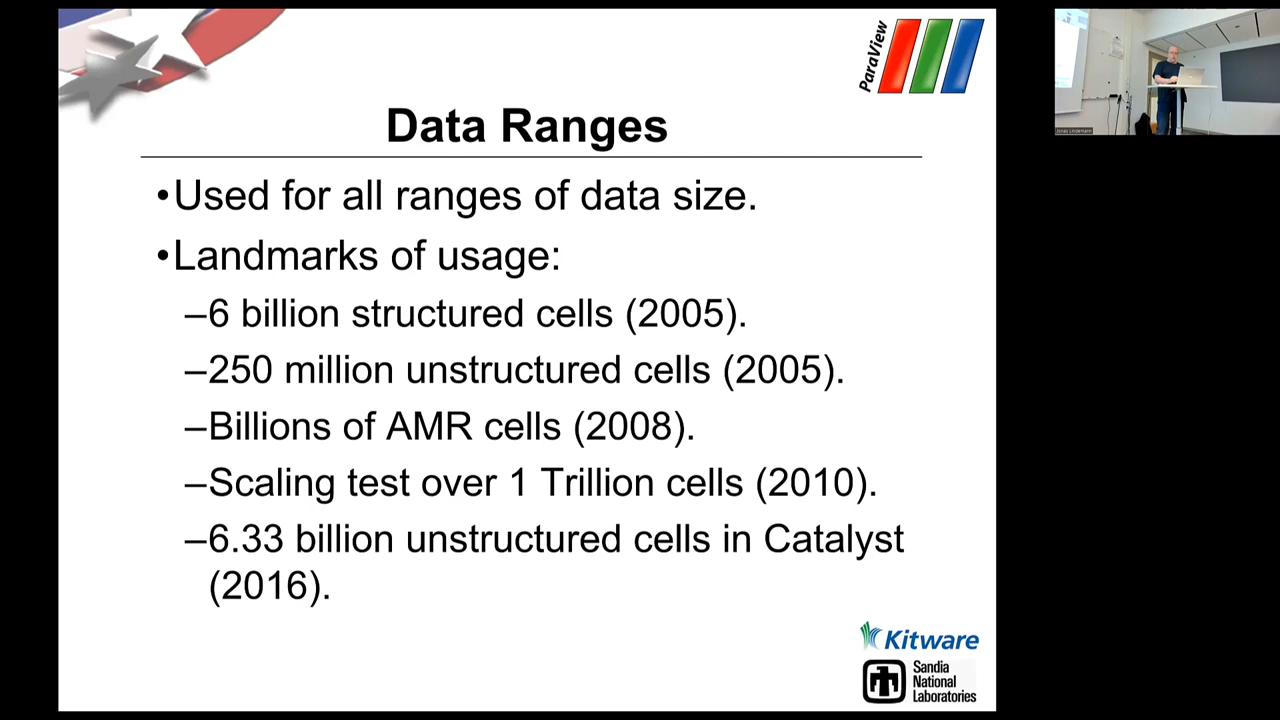 ParaView
Data Ranges
•Used for all ranges of data size.
•Landmarks of usage:
–6 billion structured cells (2005).
–250 million unstructured cells (2005).
–Billions of AMR cells (2008).
–Scaling test over 1 Trillion cells (2010).
–6.33 billion unstructured cells in Catalyst
(2016).
Kitware
Sandia
National
Laboratories
Jonas Lindemann